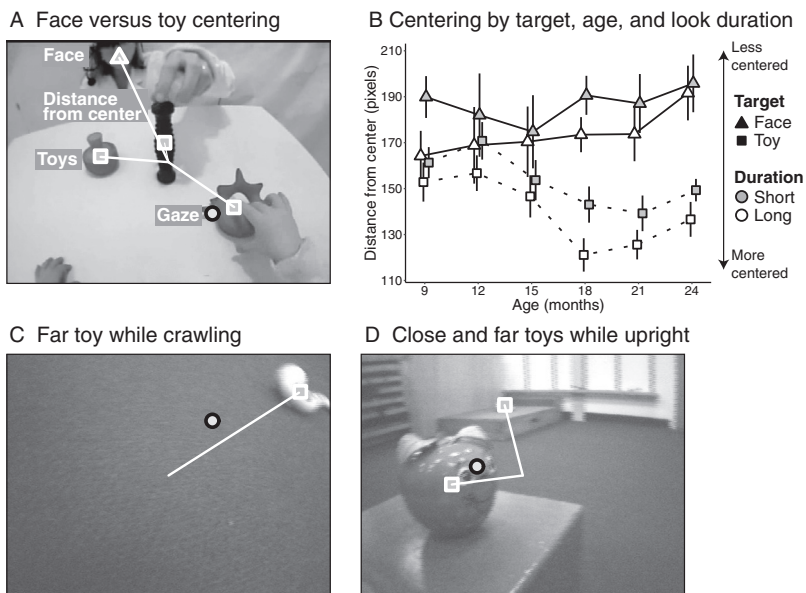 A Face versus toy centering
Face
Distance
from center
Toys
Gaze
B Centering by target, age, and look duration
Distance from center (pixels)
210
190
170
150
130
110
9
12
15
18
21
24
Age (months)
Less
centered
Target
Face
Toy
Duration
Short
Long
More
centered
C Far toy while crawling
D Close and far toys while upright